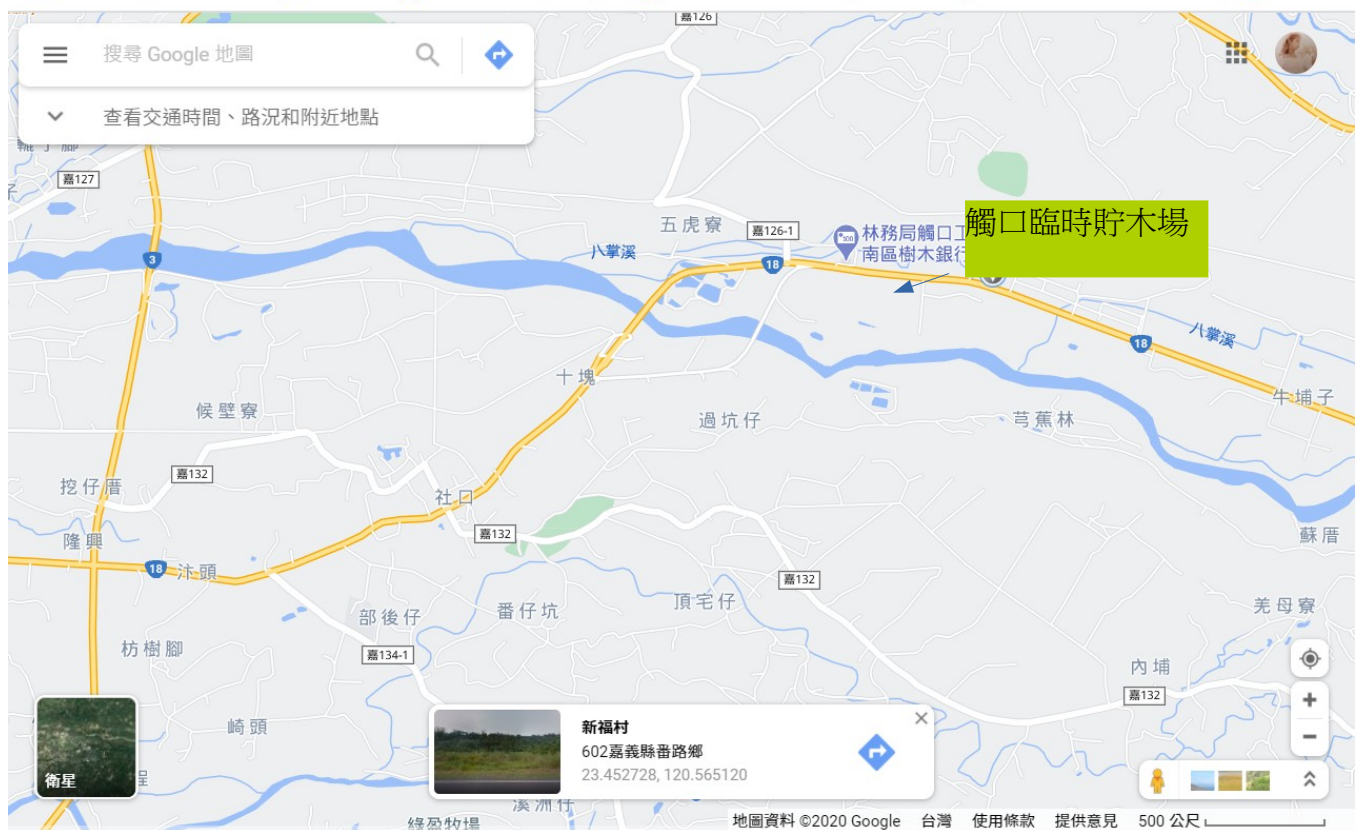 嘉126
搜尋 Google 地圖
查看交通時間、路況和附近地點
嘉127
五虎寮
嘉126-1
觸口臨時貯木場
林務局觸口工
南區樹木銀行
3
八掌溪
18
八掌溪
18
十塊
牛埔子
候壁寮
過坑仔
芎蕉林
嘉132
挖仔厝
社口
嘉132
隆興
蘇厝
18
汴頭
嘉132
頂宅仔
羌母寮
部後仔
番仔坑
枋樹腳
嘉134-1
內埔
嘉132
崎頭
新福村
602嘉義縣番路鄉
23.452728, 120.565120
衛星
溪洲仔
綠盈牧場
地圖資料 ©2020 Google 台灣 使用條款 提供意見 500 公尺